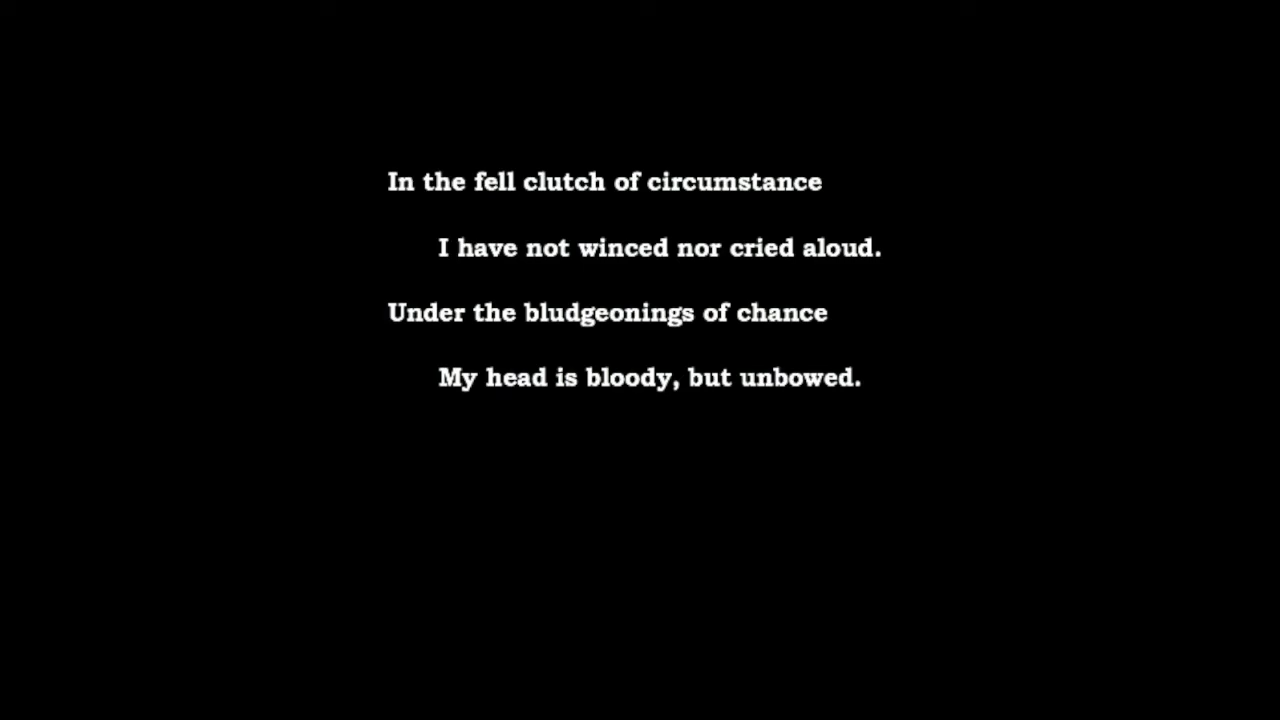 In the fell clutch of circumstance
I have not winced nor cried aloud.
Under the bludgeonings of chance
My head is bloody, but unbowed.